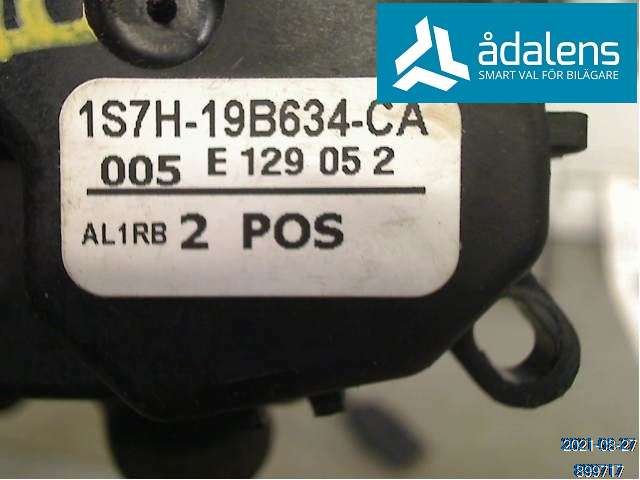 ådalens
SMART VAL FÖR BILÄGARE
1S7H-19B634-CA
005 E 129 05 2
AL1RB 2 POS
2021-08-27
899717